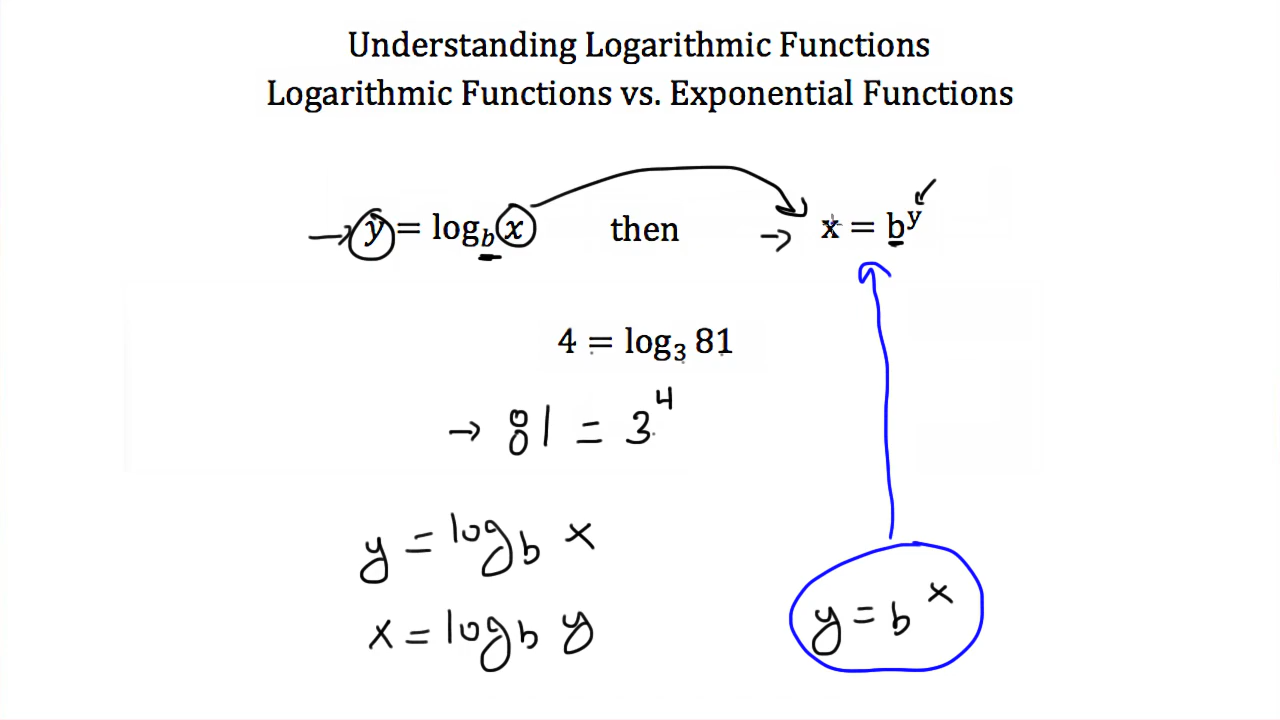 Understanding Logarithmic Functions
Logarithmic Functions vs. Exponential Functions
→ y = log_b x then → x = b^y
4 = log_3 81
→ 81 = 3^4
y = log_b x
x = log_b y
y = b^x